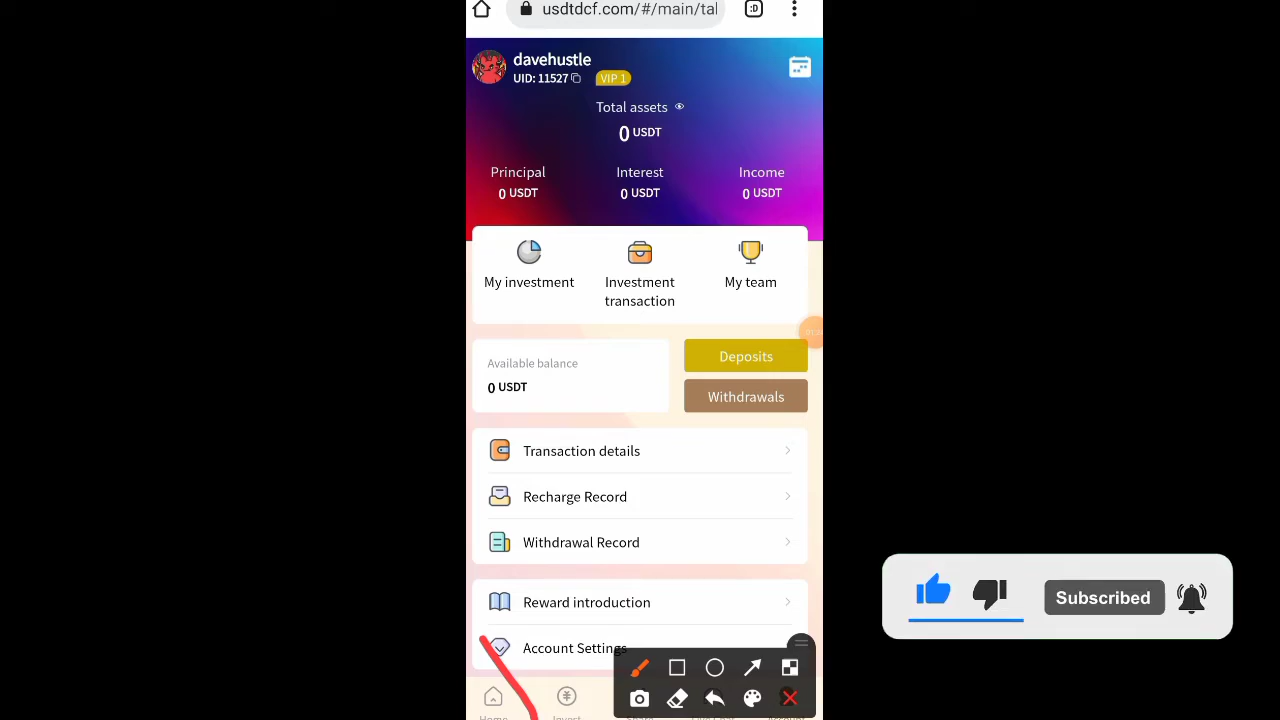 usdtdcf.com/#/main/tal
:D
davehustle
UID: 11527
VIP 1
Total assets
0 USDT
Principal
Interest
Income
0 USDT
0 USDT
0 USDT
My investment
Investment
transaction
My team
Available balance
0 USDT
Deposits
Withdrawals
Transaction details
Recharge Record
Withdrawal Record
Reward introduction
Account Settings
Subscribed